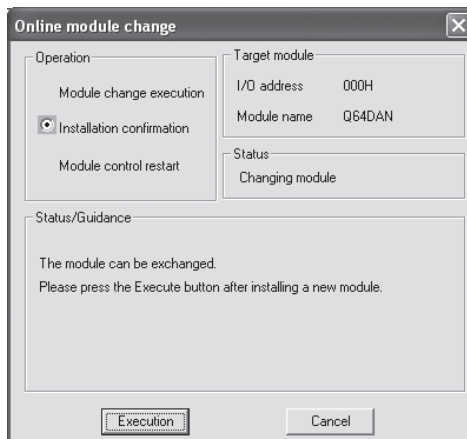 Online module change
Operation
Module change execution
Installation confirmation
Module control restart
Target module
I/O address 000H
Module name Q64DAN
Status
Changing module
Status/Guidance
The module can be exchanged.
Please press the Execute button after installing a new module.
Execution Cancel